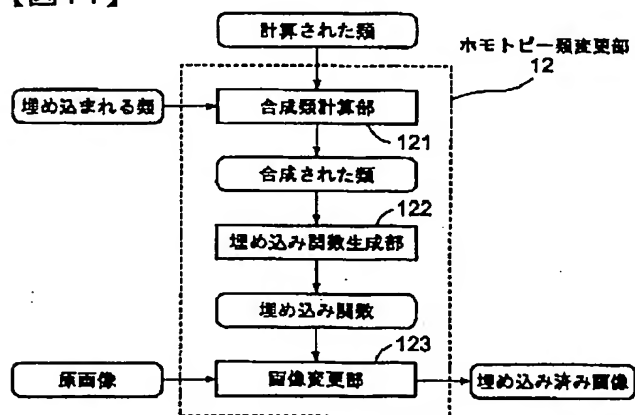 計算された類
ホモトピー類変更部
12
埋め込まれる類
合成類計算部
121
合成された類
122
埋め込み関数生成部
埋め込み関数
123
原画像
画像変更部
埋め込み済み画像